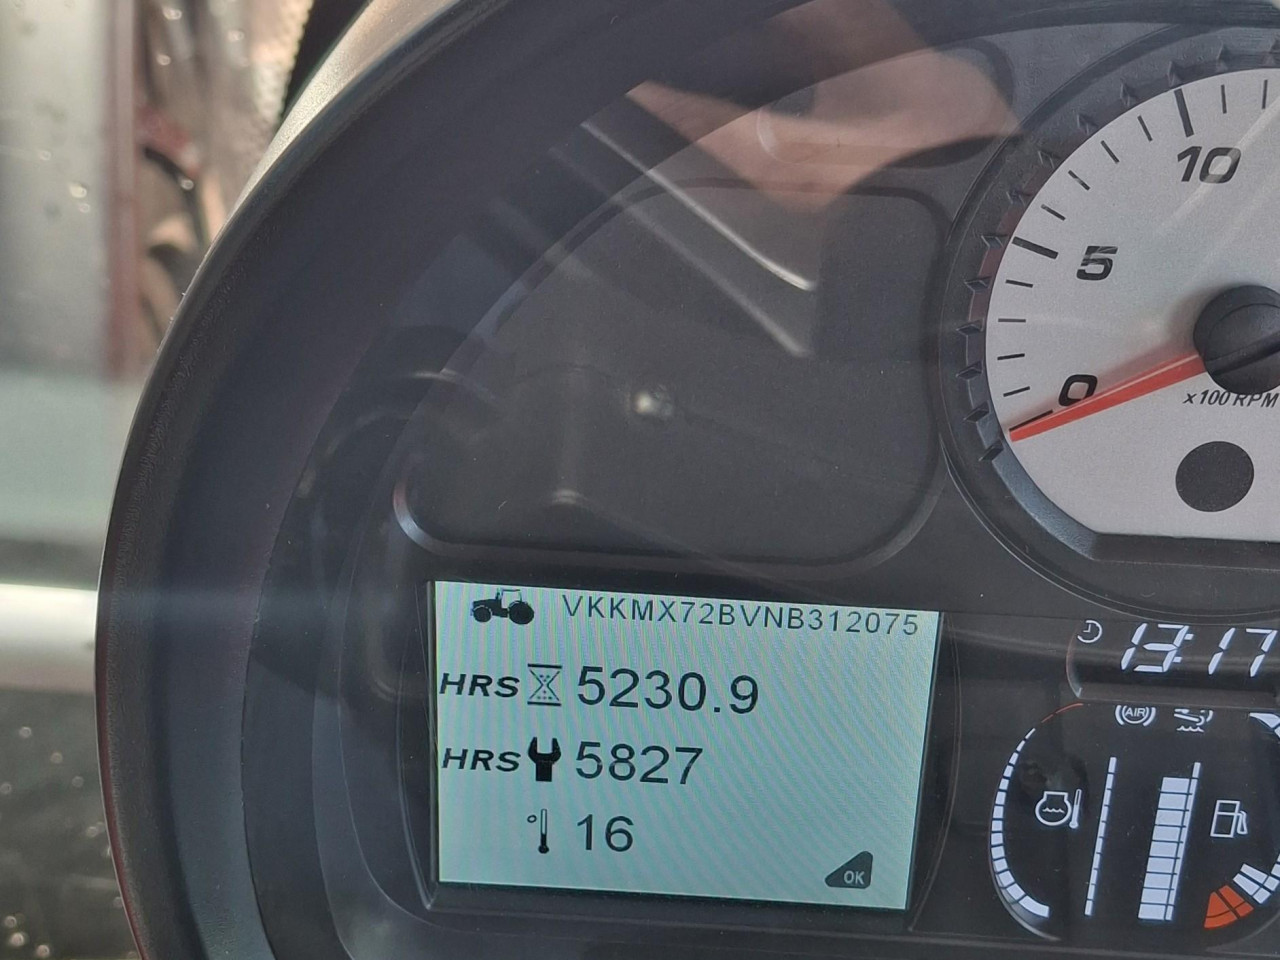 10
5
0
x100 RPM
VKKMX72BVNB312075
HRS 5230.9
HRS 5827
° 16
OK
13:17
(AIR)